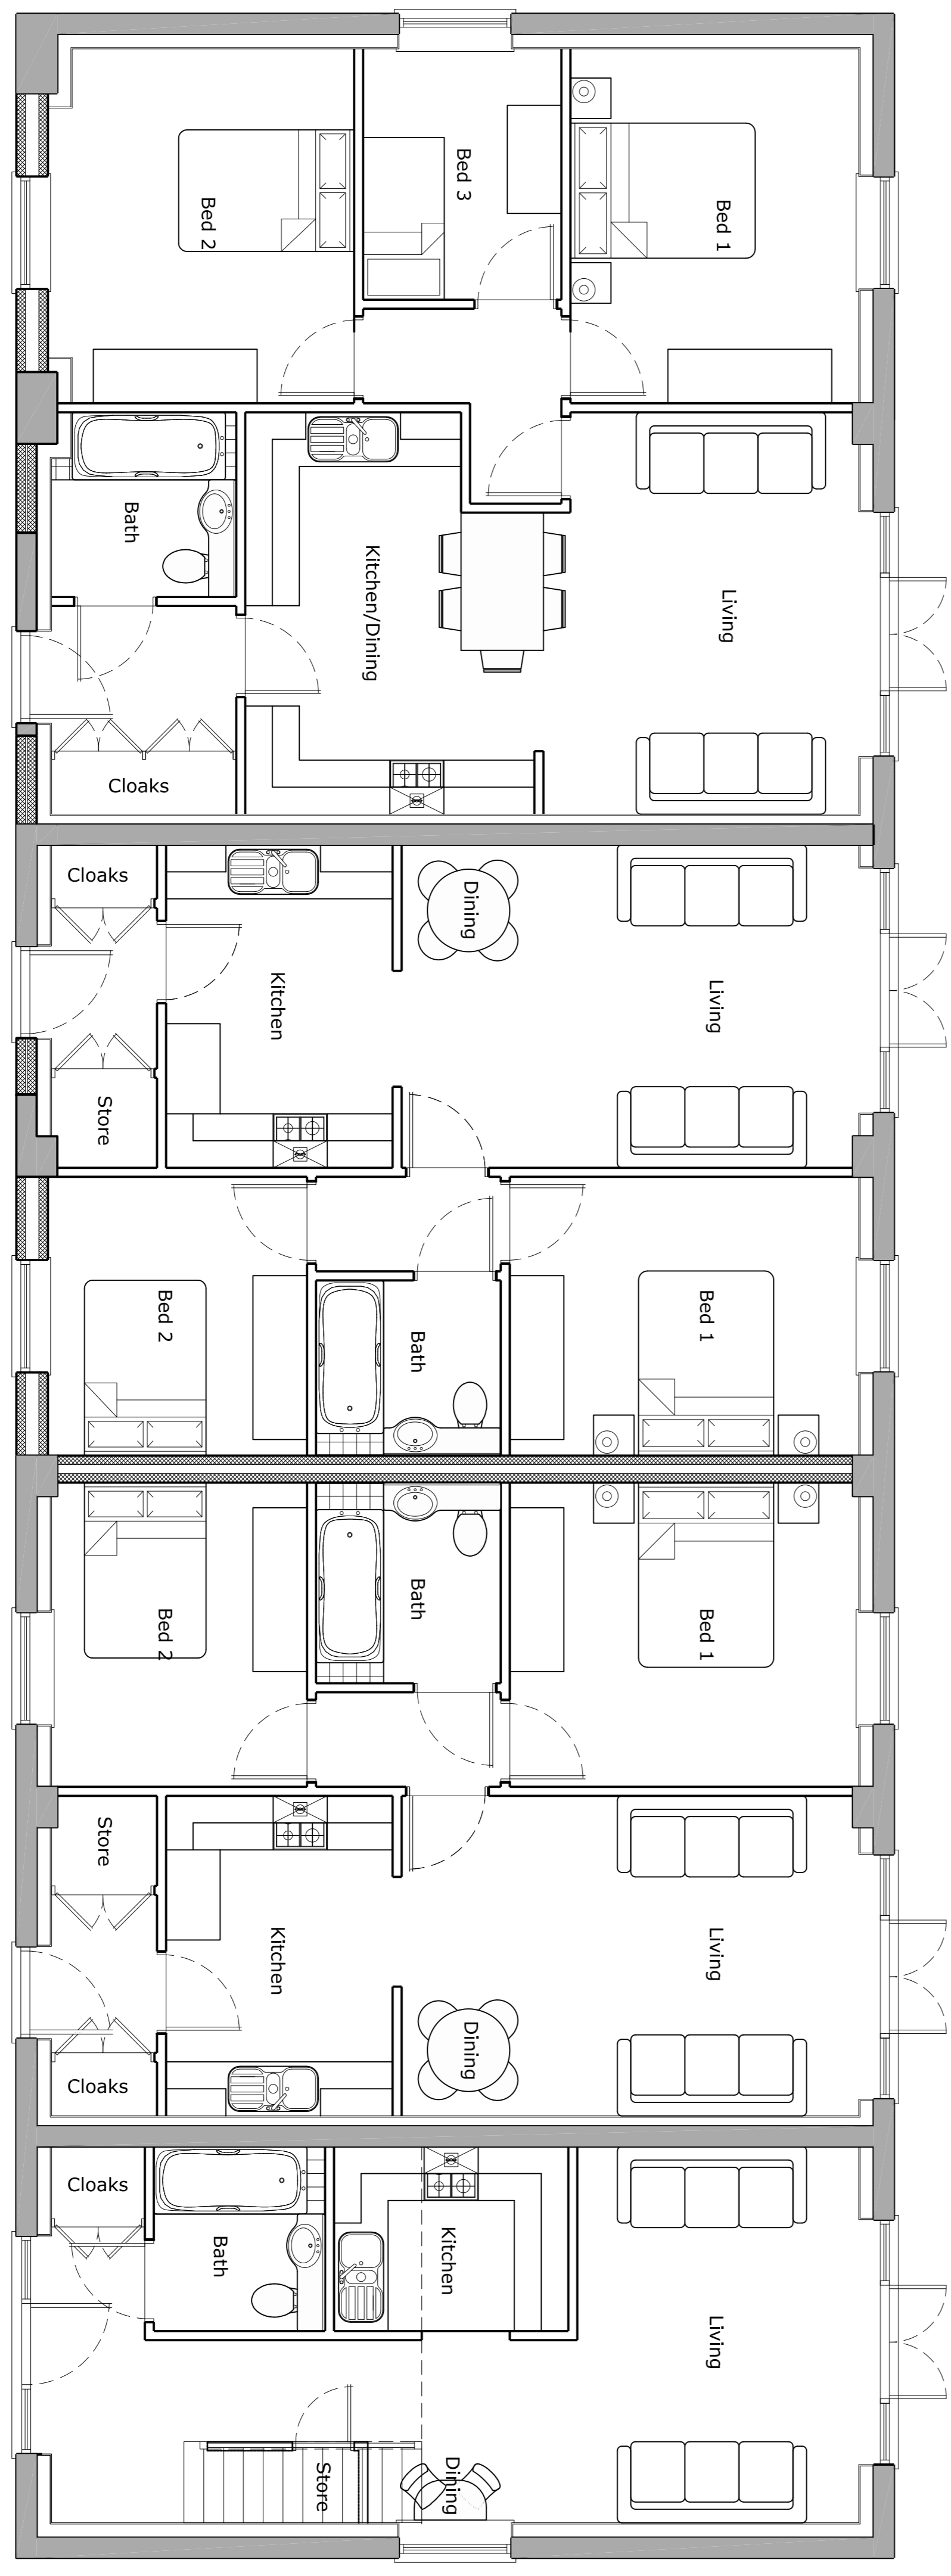 Bed 2
Bed 3
Bed 1
Bath
Kitchen/Dining
Living
Cloaks
Cloaks
Dining
Kitchen
Living
Store
Bed 2
Bath
Bed 1
Bed 2
Bath
Bed 1
Store
Kitchen
Living
Dining
Cloaks
Cloaks
Bath
Kitchen
Living
Store
Dining